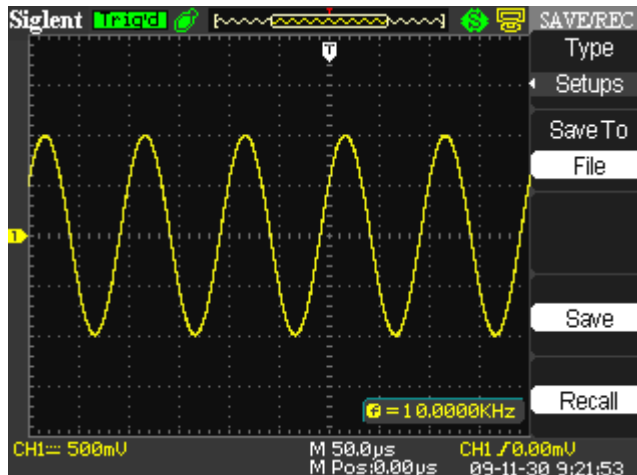 Siglent Trig'd S SAVE/REC
T
Type
Setups
Save To
File
1
Save
Recall
f = 10.0000KHz
CH1 500mV M 50.0µs CH1 0.00mV
M Pos:0.00µs 09-11-30 9:21:53